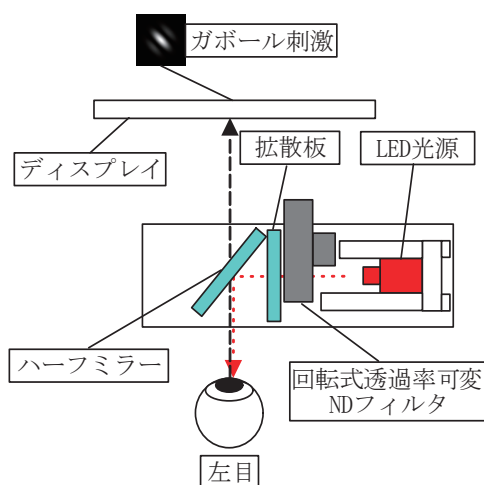 ガボール刺激
ディスプレイ
拡散板
LED光源
ハーフミラー
回転式透過率可変
NDフィルタ
左目